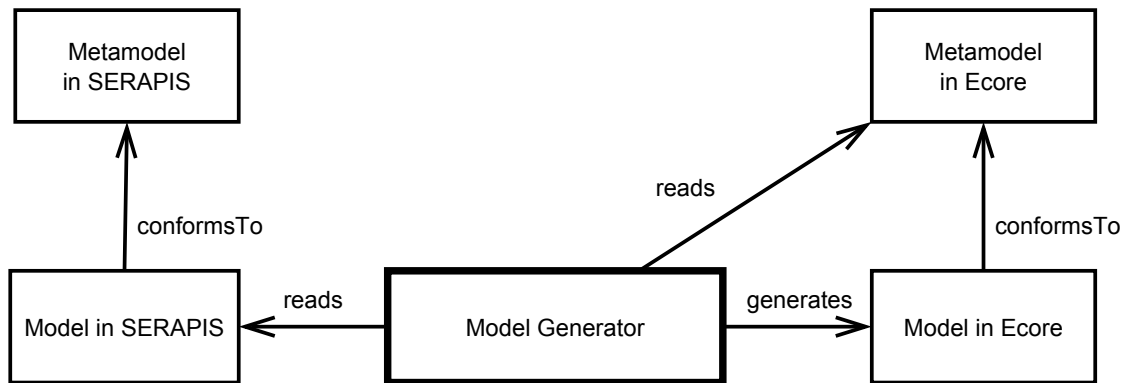 Metamodel
in SERAPIS
Metamodel
in Ecore
reads
conformsTo
conformsTo
reads
generates
Model in SERAPIS
Model Generator
Model in Ecore